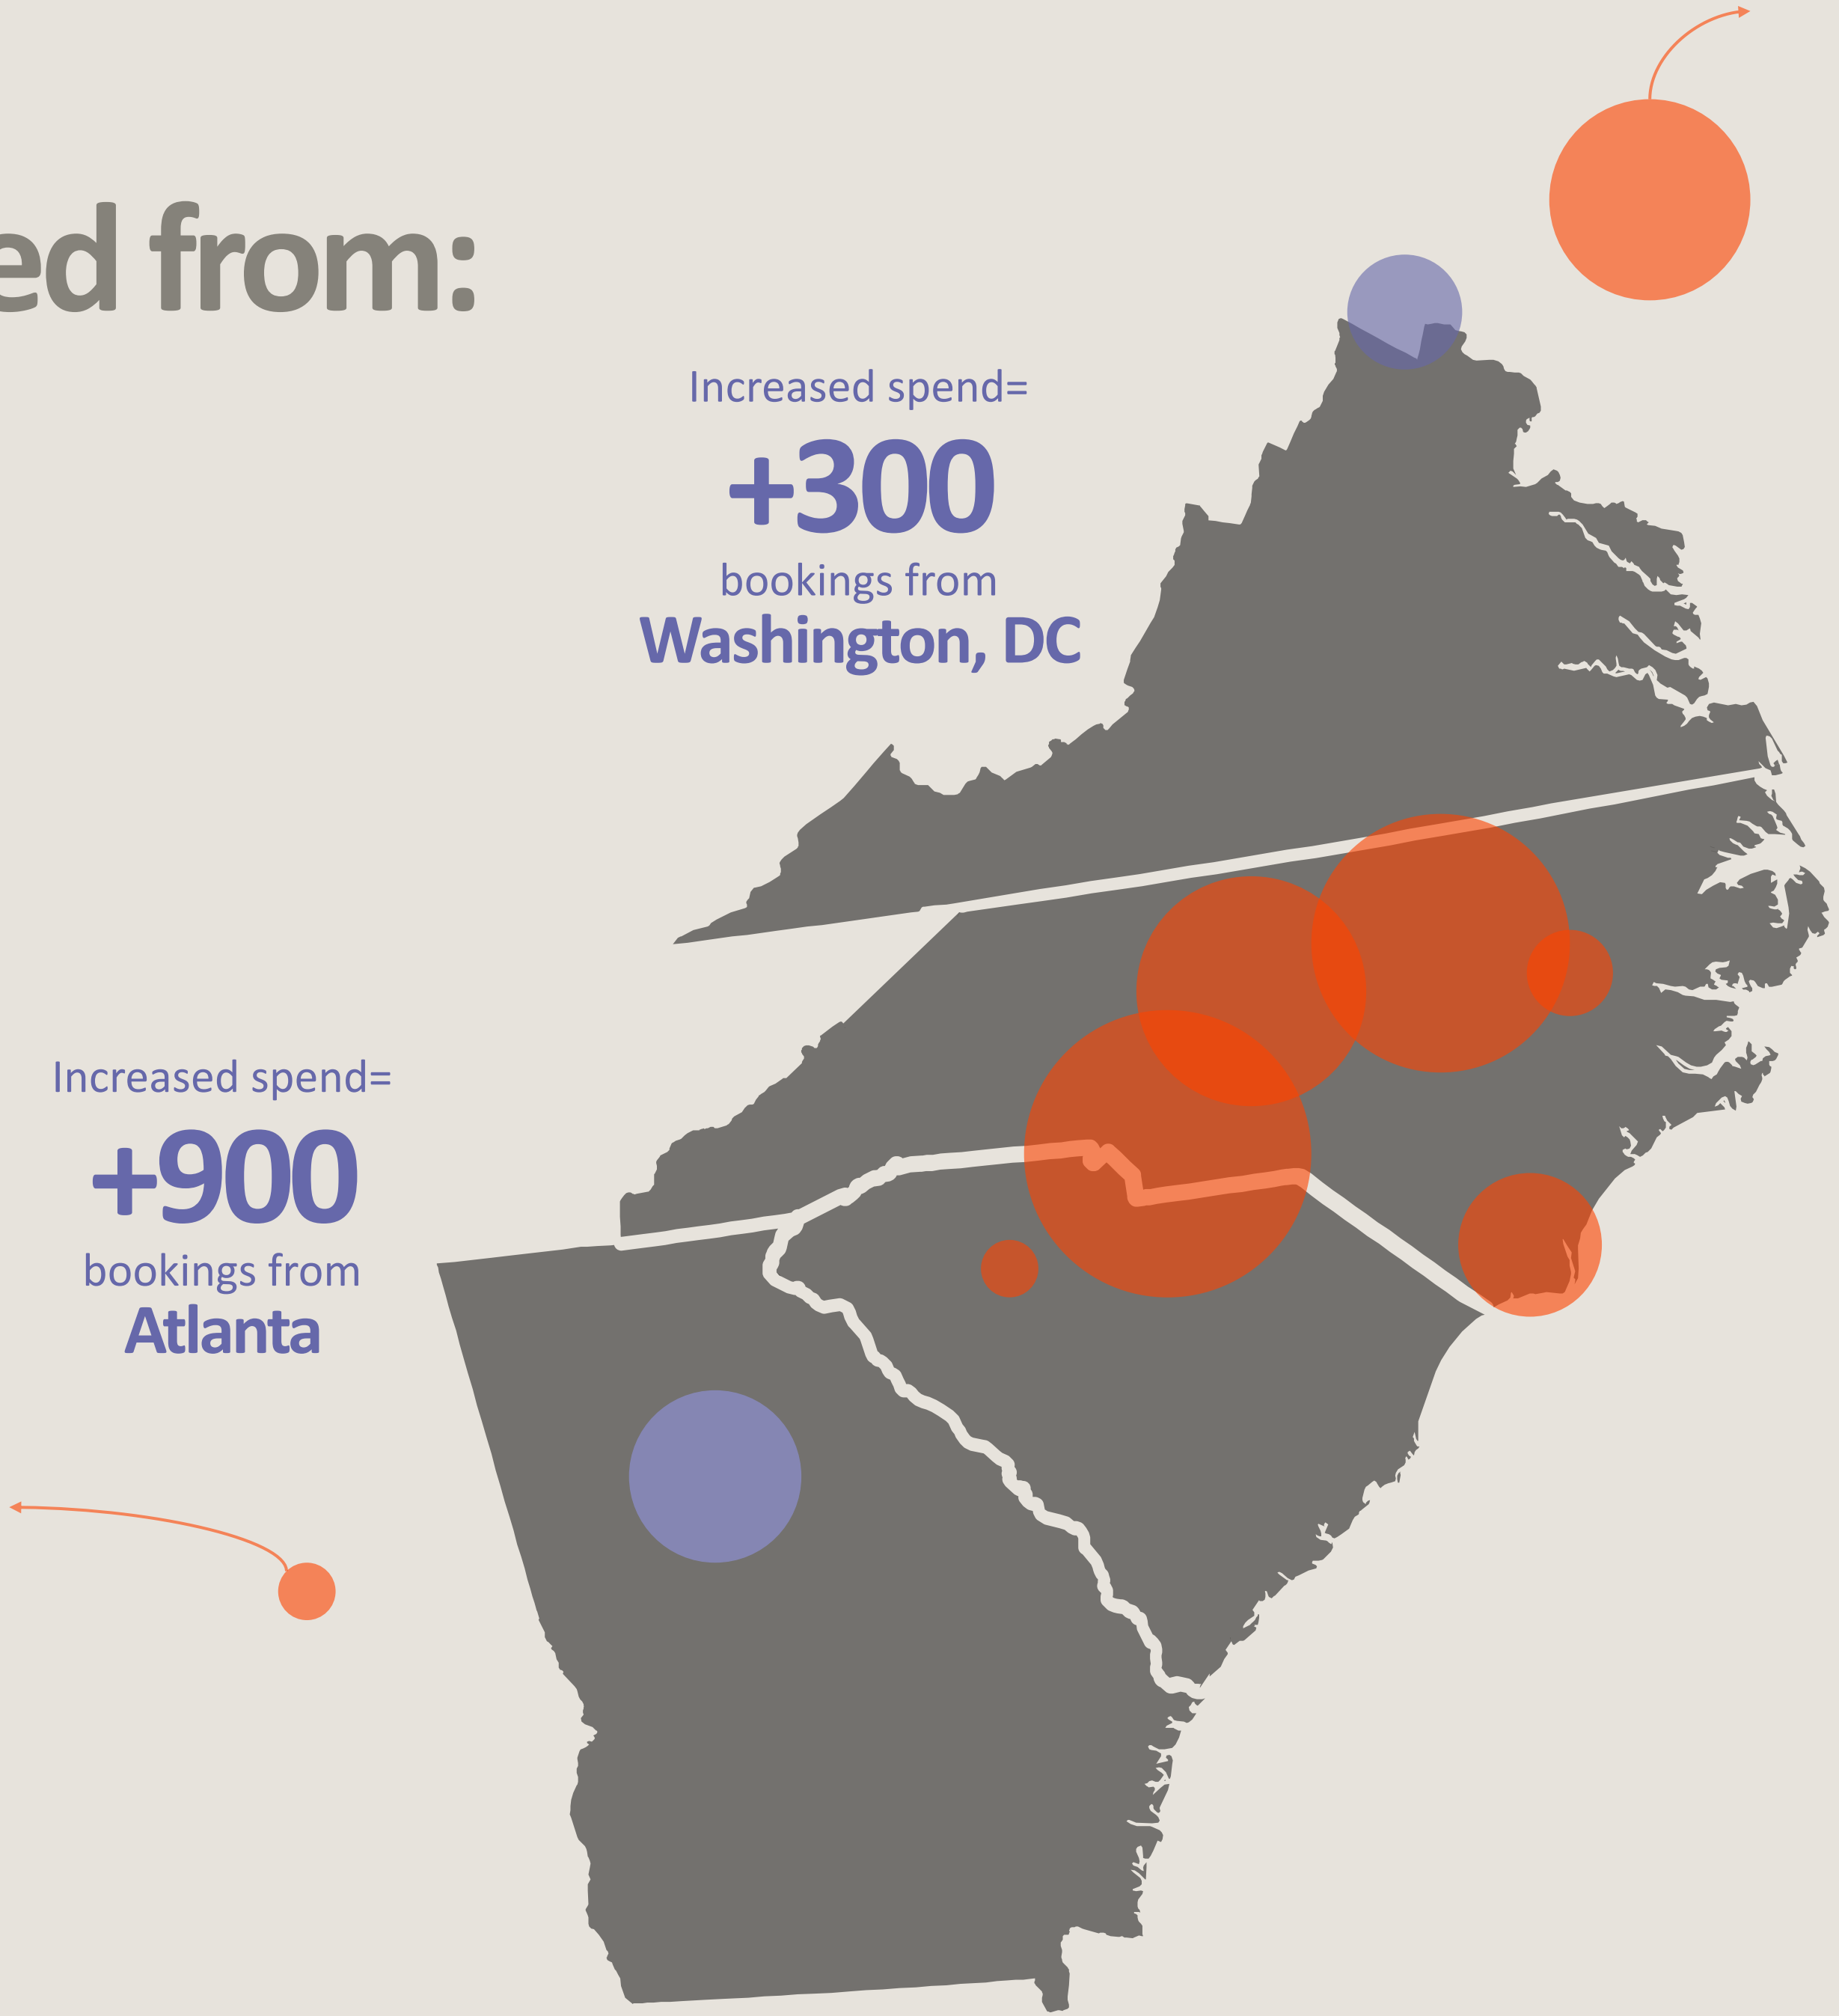 ed from:
Increased spend=
+300
bookings from
Washington, DC
Increased spend=
+900
bookings from
Atlanta